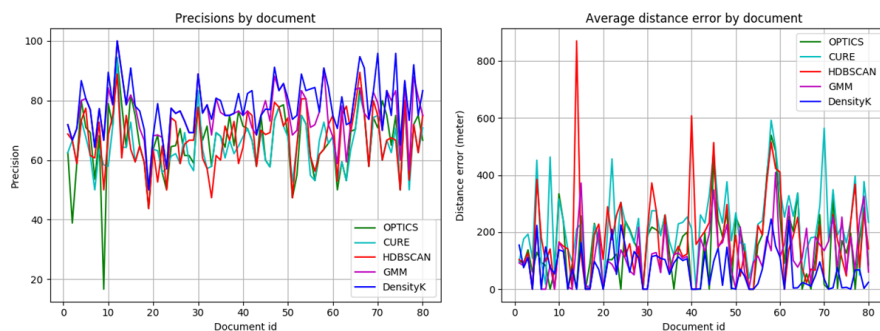 Precisions by document
100
80
60
40
20
Precision
0 10 20 30 40 50 60 70 80
Document id
OPTICS
CURE
HDBSCAN
GMM
DensityK
Average distance error by document
800
600
400
200
0
Distance error (meter)
0 10 20 30 40 50 60 70 80
Document id
OPTICS
CURE
HDBSCAN
GMM
DensityK